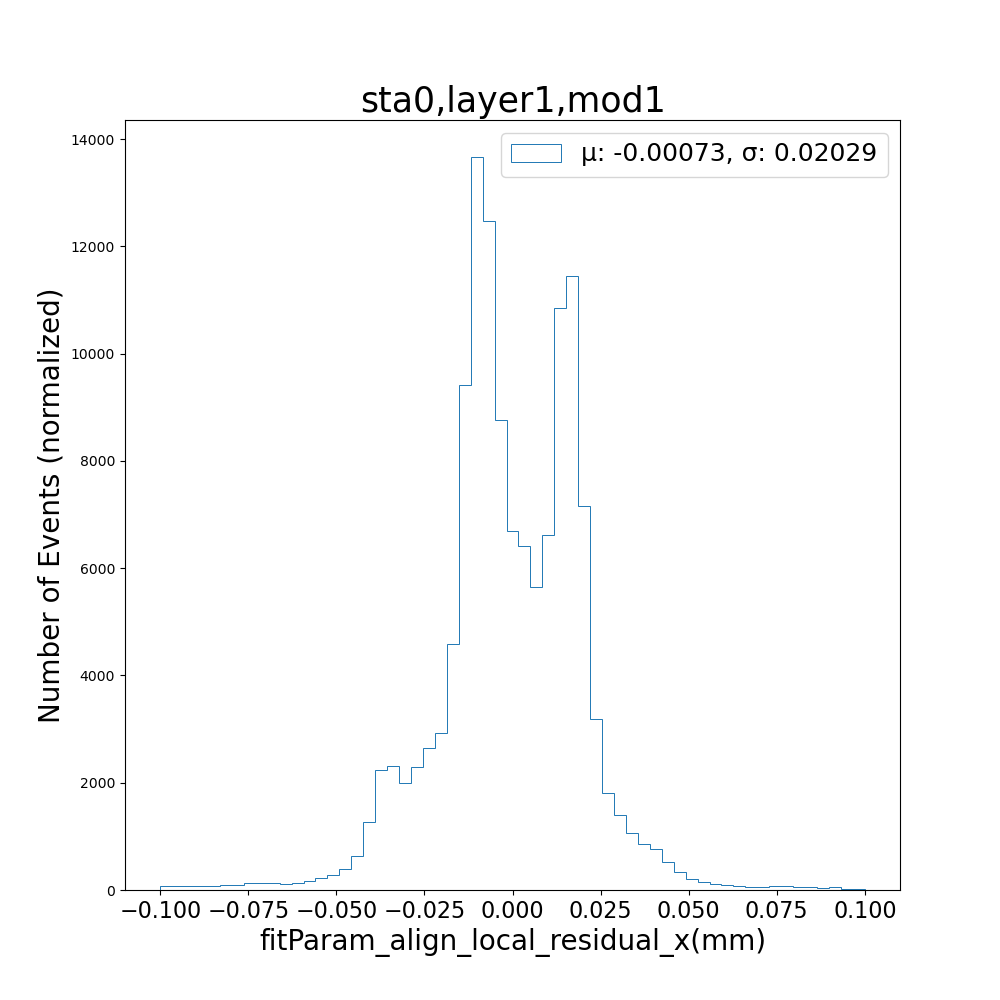 sta0,layer1,mod1
μ: -0.00073, σ: 0.02029
Number of Events (normalized)
14000
12000
10000
8000
6000
4000
2000
0
−0.100 −0.075 −0.050 −0.025 0.000 0.025 0.050 0.075 0.100
fitParam_align_local_residual_x(mm)